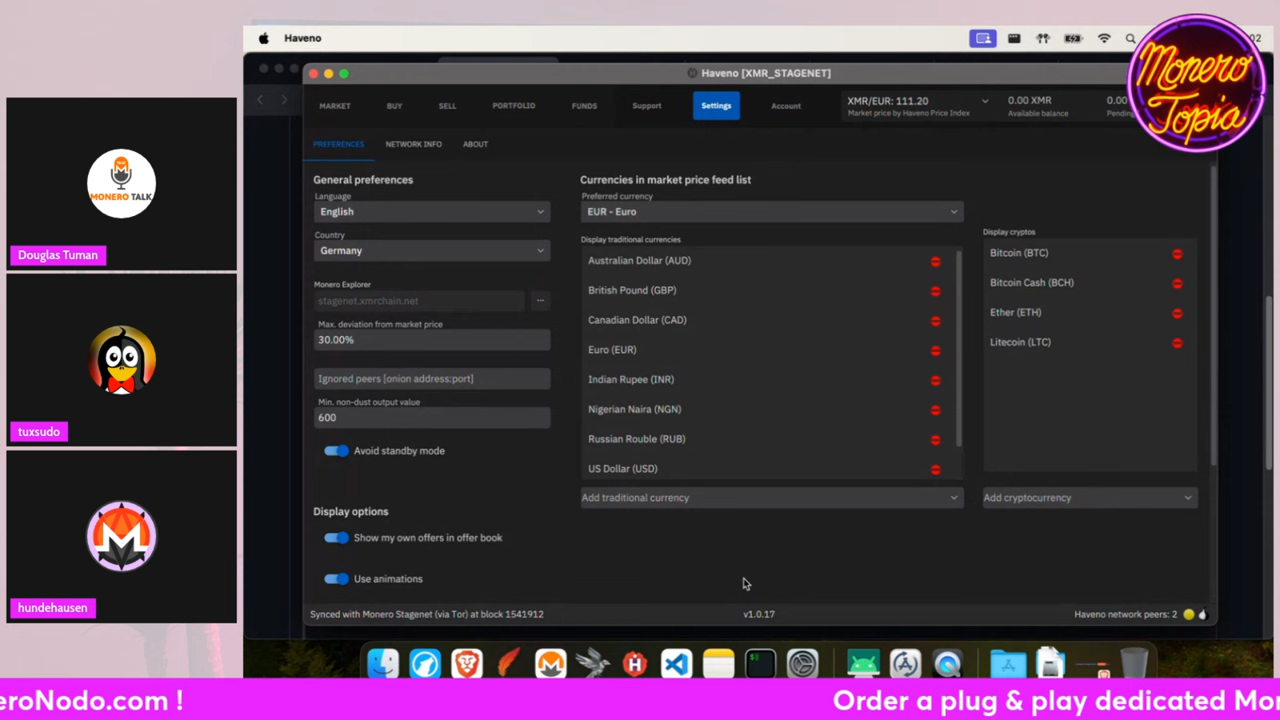 Haveno
02
Monero
Topia
Haveno [XMR_STAGENET]
MARKET
BUY
SELL
PORTFOLIO
FUNDS
Support
Settings
Account
XMR/EUR: 111.20
Market price by Haveno Price Index
0.00 XMR
Available balance
0.00
Pending
PREFERENCES
NETWORK INFO
ABOUT
General preferences
Language
English
Country
Germany
Monero Explorer
stagenet.xmrchain.net
...
Max. deviation from market price
30.00%
Ignored peers [onion address:port]
Min. non-dust output value
600
Avoid standby mode
Display options
Show my own offers in offer book
Use animations
Currencies in market price feed list
Preferred currency
EUR - Euro
Display traditional currencies
Australian Dollar (AUD)
British Pound (GBP)
Canadian Dollar (CAD)
Euro (EUR)
Indian Rupee (INR)
Nigerian Naira (NGN)
Russian Rouble (RUB)
US Dollar (USD)
Add traditional currency
Display cryptos
Bitcoin (BTC)
Bitcoin Cash (BCH)
Ether (ETH)
Litecoin (LTC)
Add cryptocurrency
Synced with Monero Stagenet (via Tor) at block 1541912
v1.0.17
Haveno network peers: 2
MONERO TALK
Douglas Tuman
tuxsudo
hundehausen
eroNodo.com !
Order a plug & play dedicated Mon